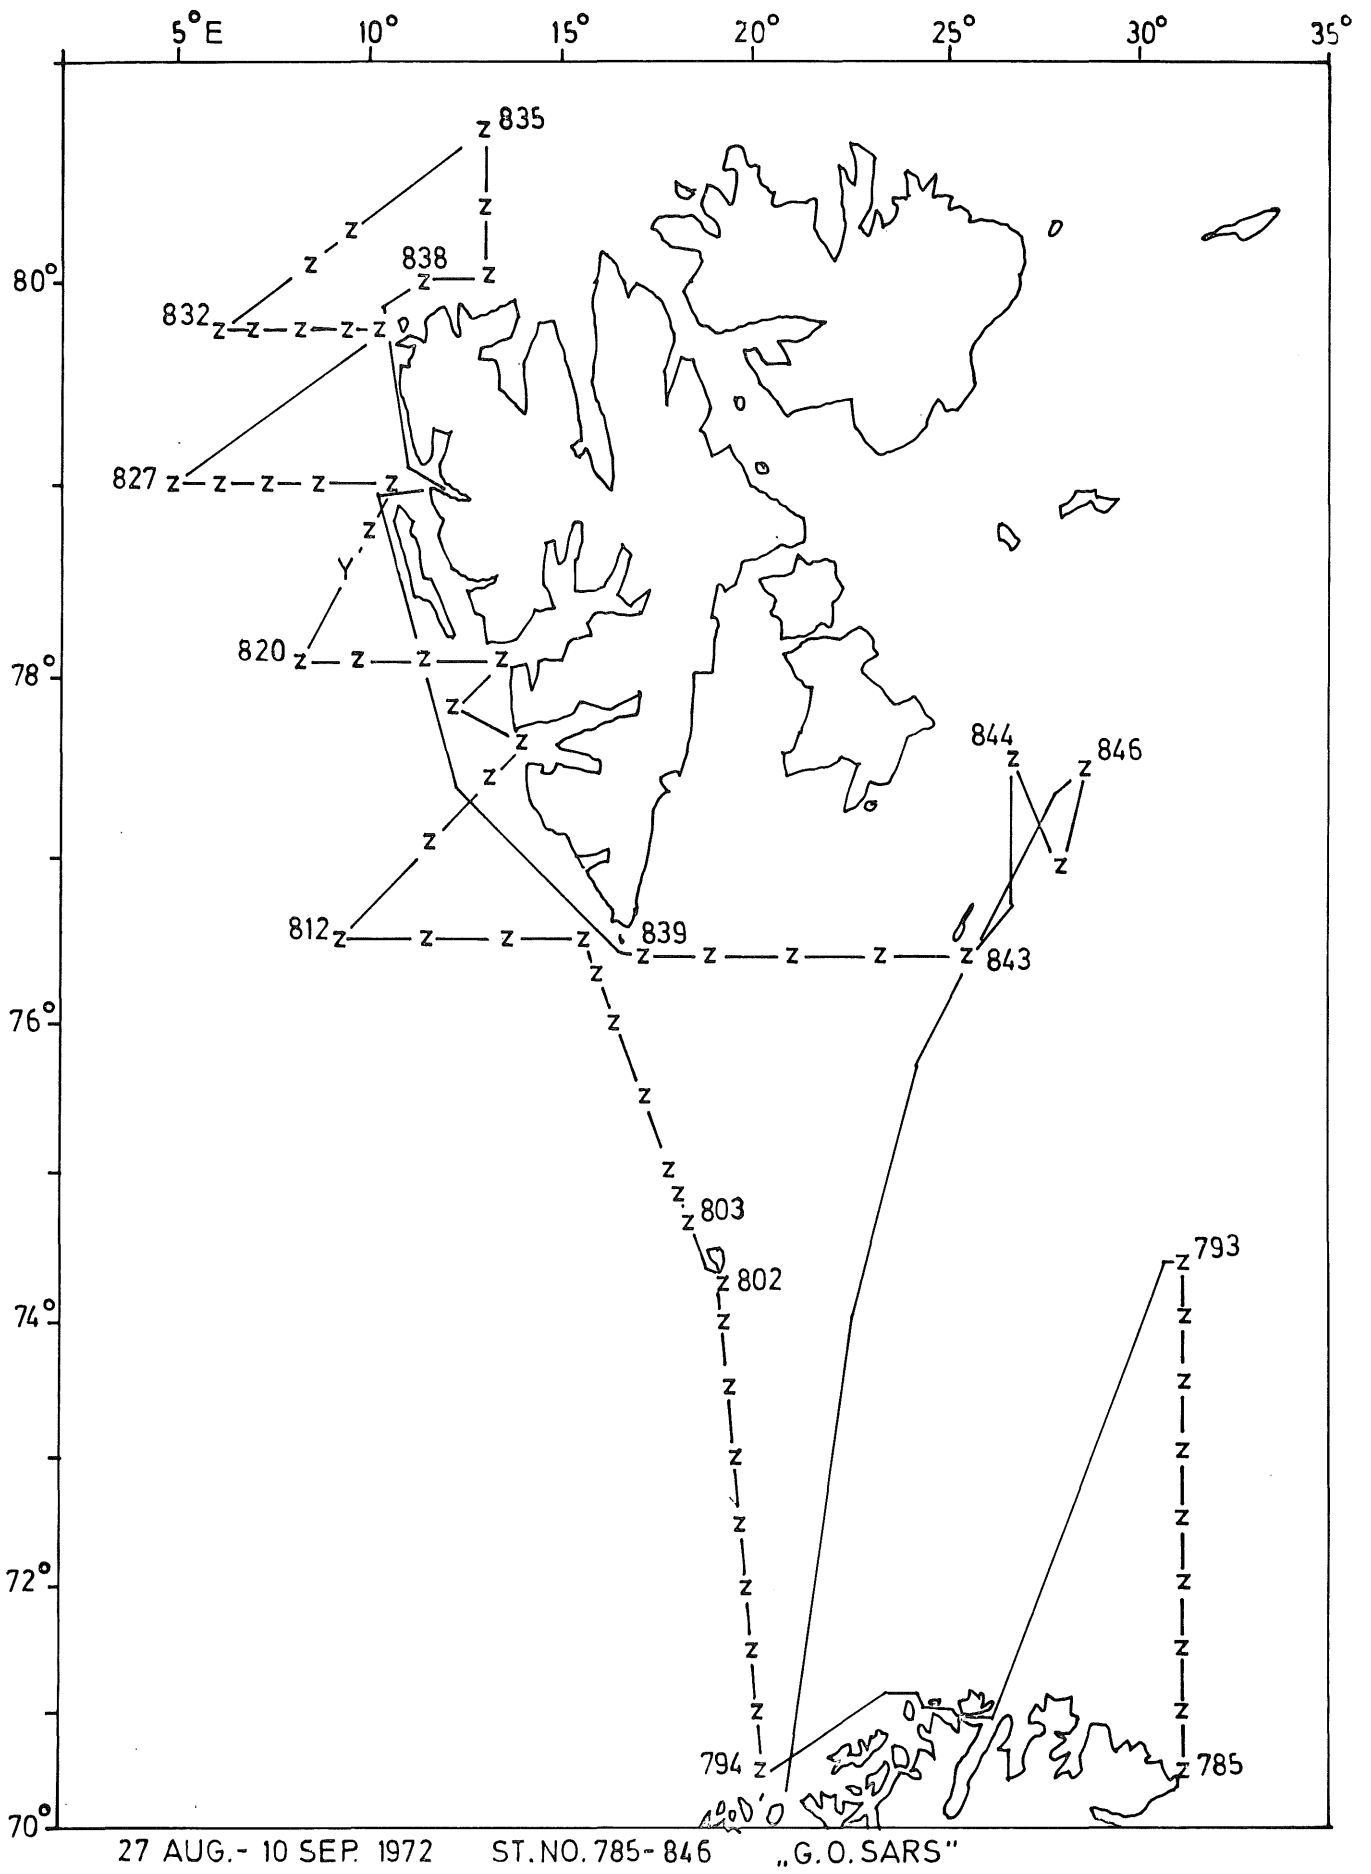 5°E 10° 15° 20° 25° 30° 35°
Z 835
Z
Z
838
Z
80°
Z Z
832 Z Z Z Z Z
827 Z Z Z Z Z
Z
Y
820 Z Z Z Z
78°
Z
Z
844
Z
846
Z
Z
Z
Z
812 Z Z Z Z
839
Z Z Z Z Z 843
Z
76°
Z
Z
Z
Z
Z 803
793
Z
Z 802
74°
Z
Z
Z
Z
Z
Z
Z
Z
72°
Z
Z
Z
Z
Z
Z
Z
794 Z
Z 785
70°
27 AUG.- 10 SEP. 1972 ST.NO.785-846 „G.O.SARS"